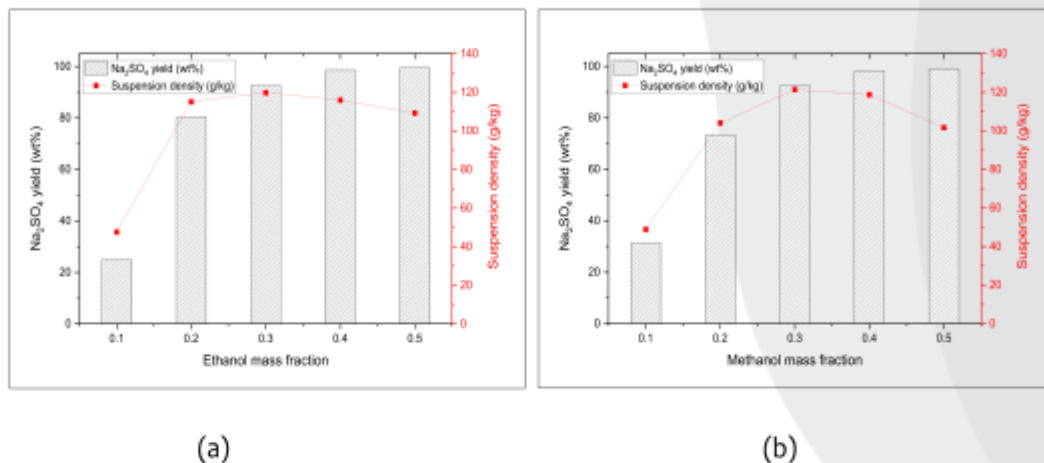 Na₂SO₄ yield (wt%)
Suspension density (g/kg)
Na₂SO₄ yield (wt%)
100
80
60
40
20
0
140
120
100
80
60
40
20
0
Suspension density (g/kg)
0.1 0.2 0.3 0.4 0.5
Ethanol mass fraction
(a)
Na₂SO₄ yield (wt%)
Suspension density (g/kg)
Na₂SO₄ yield (wt%)
100
80
60
40
20
0
140
120
100
80
60
40
20
0
Suspension density (g/kg)
0.1 0.2 0.3 0.4 0.5
Methanol mass fraction
(b)